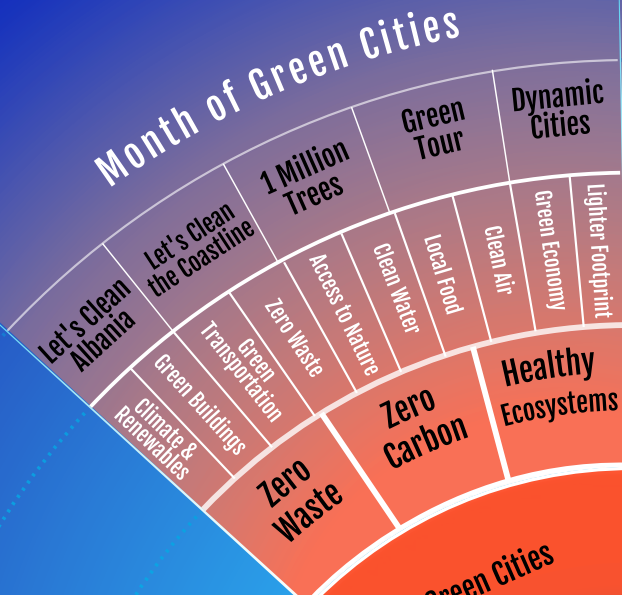 Month of Green Cities
Let's Clean
Albania
Let's Clean
the Coastline
1 Million
Trees
Green
Tour
Dynamic
Cities
Climate &
Renewables
Green Buildings
Green
Transportation
Zero Waste
Access to Nature
Clean Water
Local Food
Clean Air
Green Economy
Lighter Footprint
Zero
Waste
Zero
Carbon
Healthy
Ecosystems
Green Cities